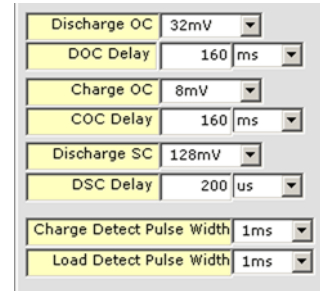 Discharge OC 32mV
DOC Delay 160 ms
Charge OC 8mV
COC Delay 160 ms
Discharge SC 128mV
DSC Delay 200 us
Charge Detect Pulse Width 1ms
Load Detect Pulse Width 1ms